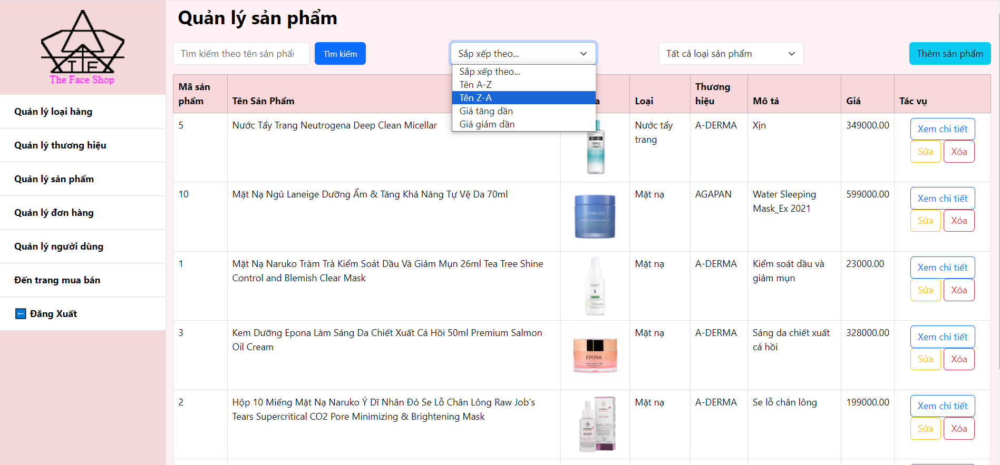 TFX
The Face Shop
Quản lý loại hàng
Quản lý thương hiệu
Quản lý sản phẩm
Quản lý đơn hàng
Quản lý người dùng
Đến trang mua bán
Đăng Xuất
Quản lý sản phẩm
Tìm kiếm theo tên sản phẩ
Tìm kiếm
Sắp xếp theo...
Tất cả loại sản phẩm
Thêm sản phẩm
Sắp xếp theo...
Tên A-Z
Tên Z-A
Giá tăng dần
Giá giảm dần
Mã sản
phẩm
Tên Sản Phẩm
a
Loại
Thương
hiệu
Mô tả
Giá
Tác vụ
5
Nước Tẩy Trang Neutrogena Deep Clean Micellar
deep
clean
micellar
Nước tẩy
trang
A-DERMA
Xịn
349000.00
Xem chi tiết
Sửa
Xóa
10
Mặt Nạ Ngủ Laneige Dưỡng Ẩm & Tăng Khả Năng Tự Vệ Da 70ml
LANEIGE
Mặt nạ
AGAPAN
Water Sleeping
Mask_Ex 2021
599000.00
Xem chi tiết
Sửa
Xóa
1
Mặt Nạ Naruko Tràm Trà Kiểm Soát Dầu Và Giảm Mụn 26ml Tea Tree Shine
Control and Blemish Clear Mask
VICHY
Mặt nạ
A-DERMA
Kiểm soát dầu và
giảm mụn
23000.00
Xem chi tiết
Sửa
Xóa
3
Kem Dưỡng Epona Làm Sáng Da Chiết Xuất Cá Hồi 50ml Premium Salmon
Oil Cream
EPONA
Mặt nạ
A-DERMA
Sáng da chiết xuất
cá hồi
328000.00
Xem chi tiết
Sửa
Xóa
2
Hộp 10 Miếng Mặt Nạ Naruko Ý Dĩ Nhân Đỏ Se Lỗ Chân Lông Raw Job's
Tears Supercritical CO2 Pore Minimizing & Brightening Mask
NIA20
Mặt nạ
A-DERMA
Se lỗ chân lông
199000.00
Xem chi tiết
Sửa
Xóa